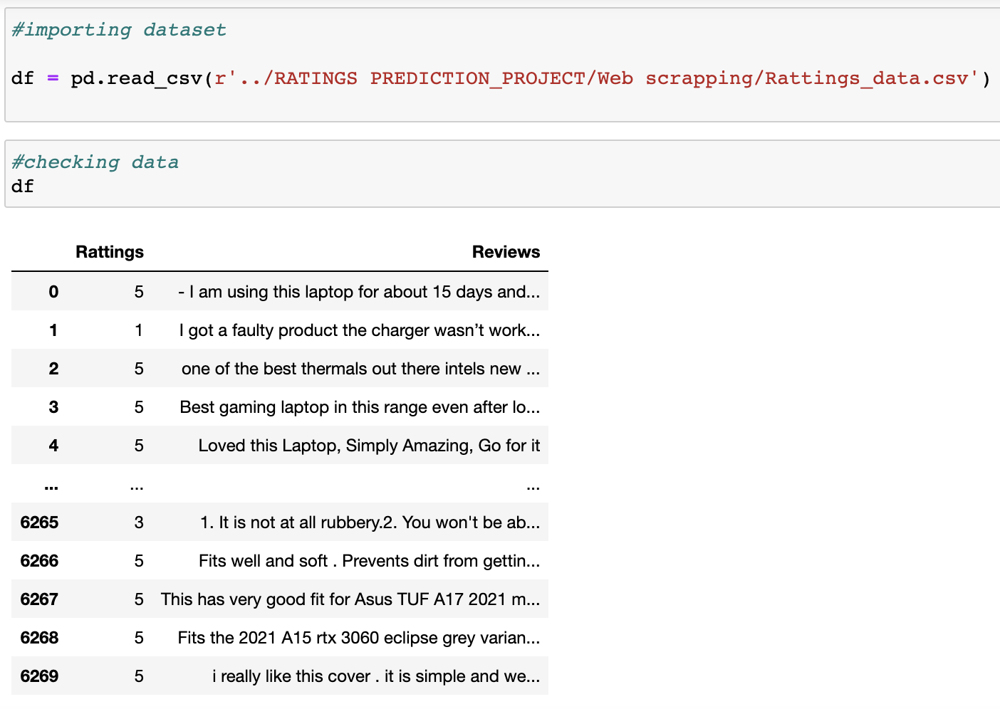 #importing dataset
df = pd.read_csv(r'../RATINGS PREDICTION_PROJECT/Web scrapping/Rattings_data.csv')
#checking data
df
Rattings Reviews
0 5 - I am using this laptop for about 15 days and...
1 1 I got a faulty product the charger wasn’t work...
2 5 one of the best thermals out there intels new ...
3 5 Best gaming laptop in this range even after lo...
4 5 Loved this Laptop, Simply Amazing, Go for it
... ... ...
6265 3 1. It is not at all rubbery.2. You won't be ab...
6266 5 Fits well and soft . Prevents dirt from gettin...
6267 5 This has very good fit for Asus TUF A17 2021 m...
6268 5 Fits the 2021 A15 rtx 3060 eclipse grey varian...
6269 5 i really like this cover . it is simple and we...